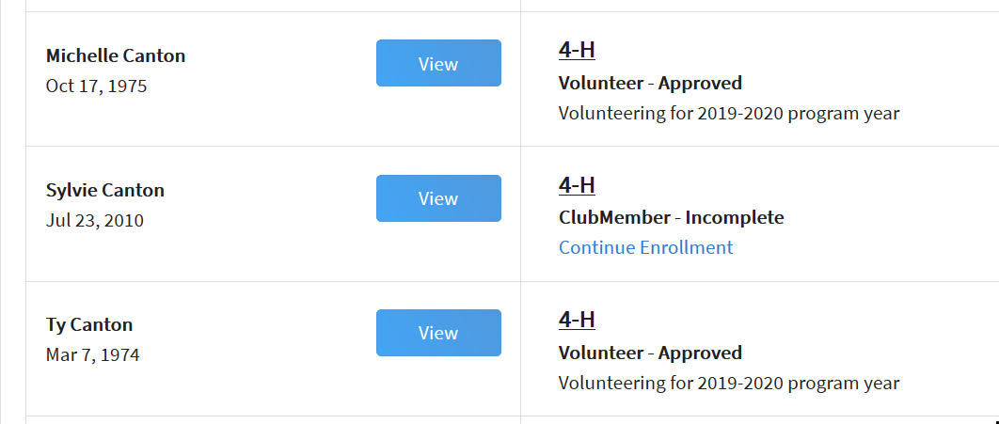 Michelle Canton
Oct 17, 1975
View
4-H
Volunteer - Approved
Volunteering for 2019-2020 program year
Sylvie Canton
Jul 23, 2010
View
4-H
ClubMember - Incomplete
Continue Enrollment
Ty Canton
Mar 7, 1974
View
4-H
Volunteer - Approved
Volunteering for 2019-2020 program year